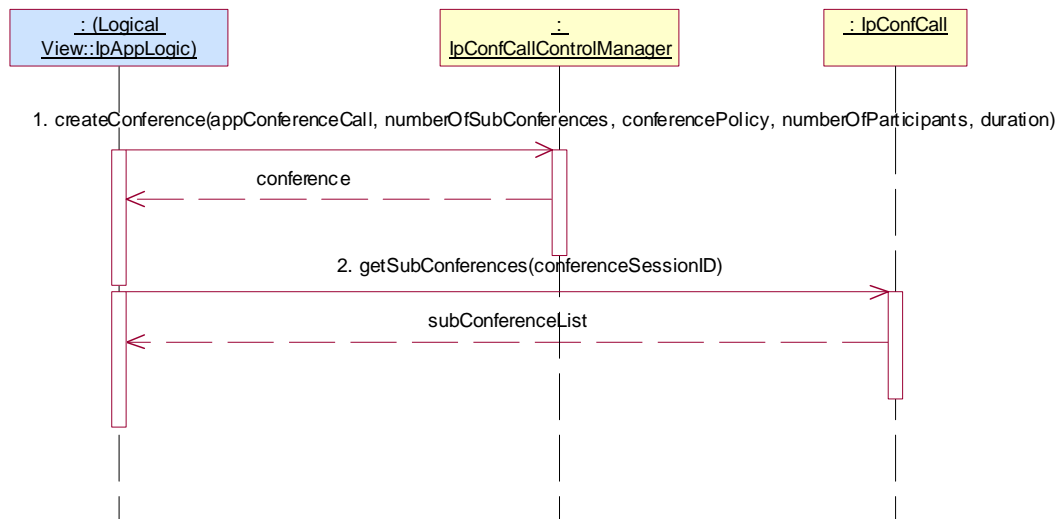 : (Logical
View::IpAppLogic)
:
IpConfCallControlManager
: IpConfCall
1. createConference(appConferenceCall, numberOfSubConferences, conferencePolicy, numberOfParticipants, duration)
conference
2. getSubConferences(conferenceSessionID)
subConferenceList